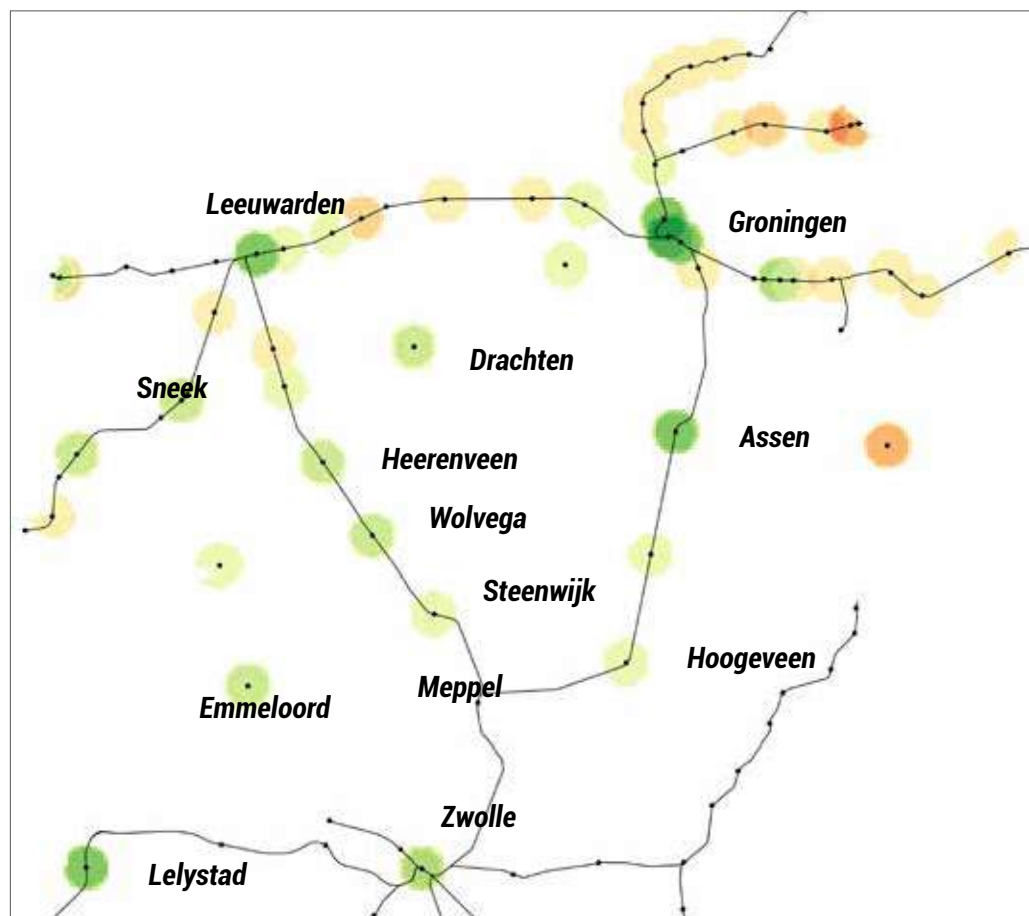 Leeuwarden
Groningen
Drachten
Sneek
Assen
Heerenveen
Wolvega
Steenwijk
Hoogeveen
Meppel
Emmeloord
Zwolle
Lelystad